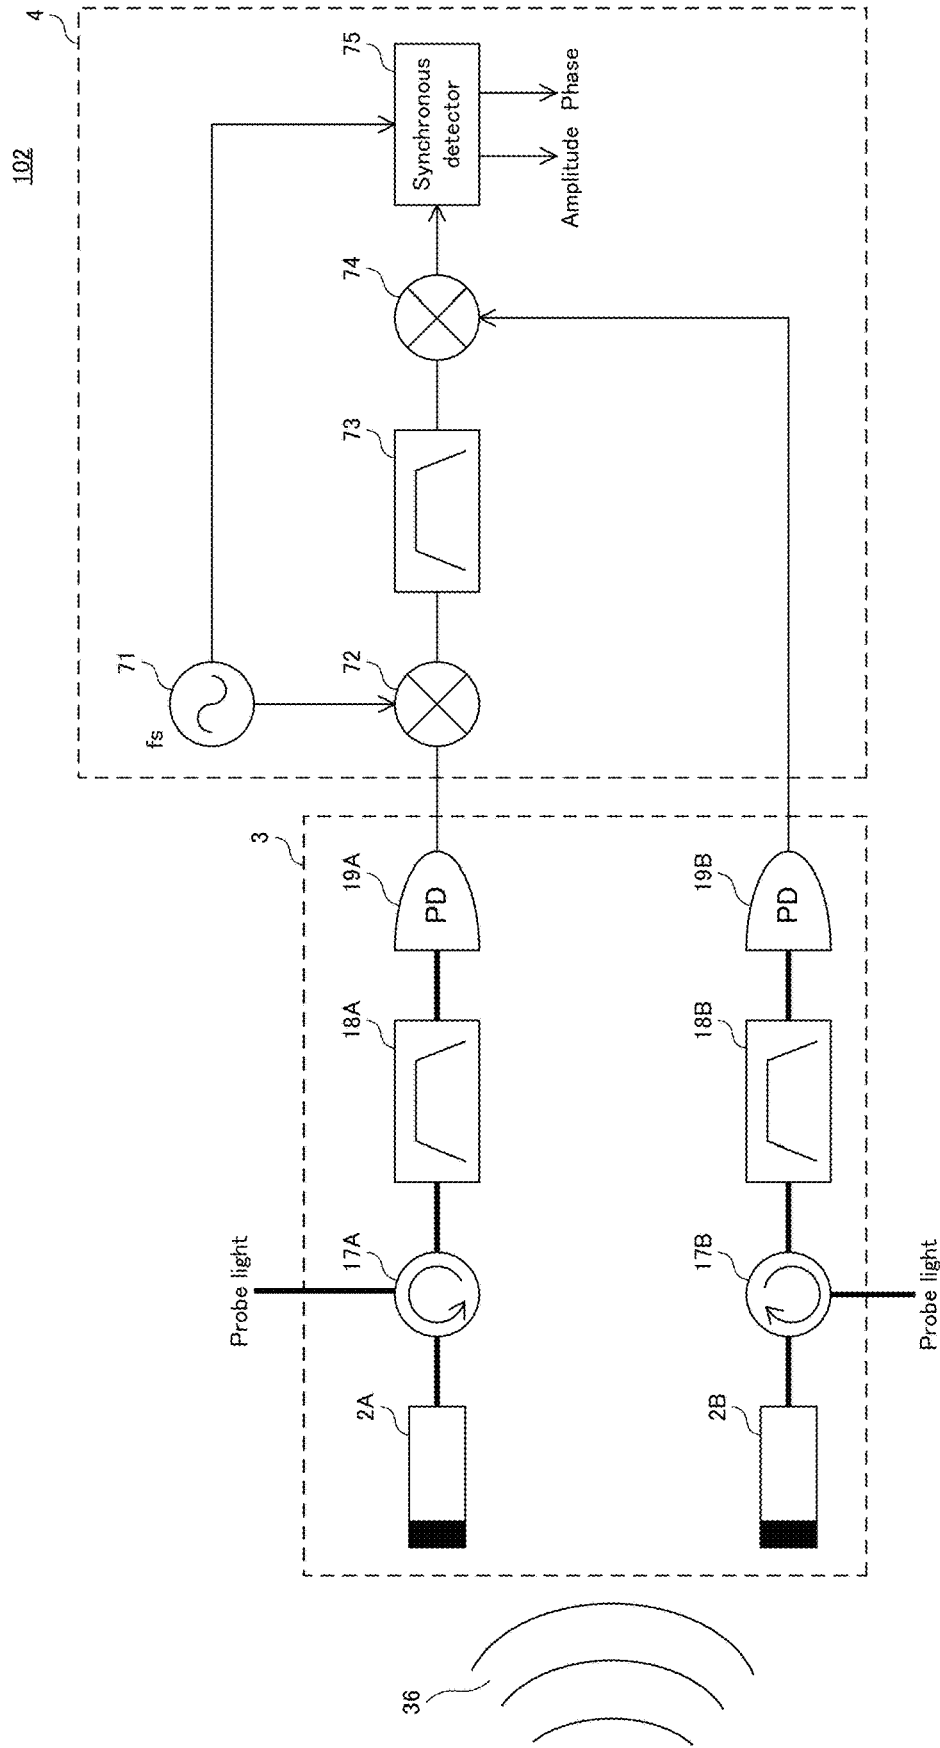 102
4
71
fs
72
73
74
75
Synchronous
detector
Amplitude
Phase
3
Probe light
2A
17A
18A
19A
PD
2B
17B
18B
19B
PD
Probe light
36